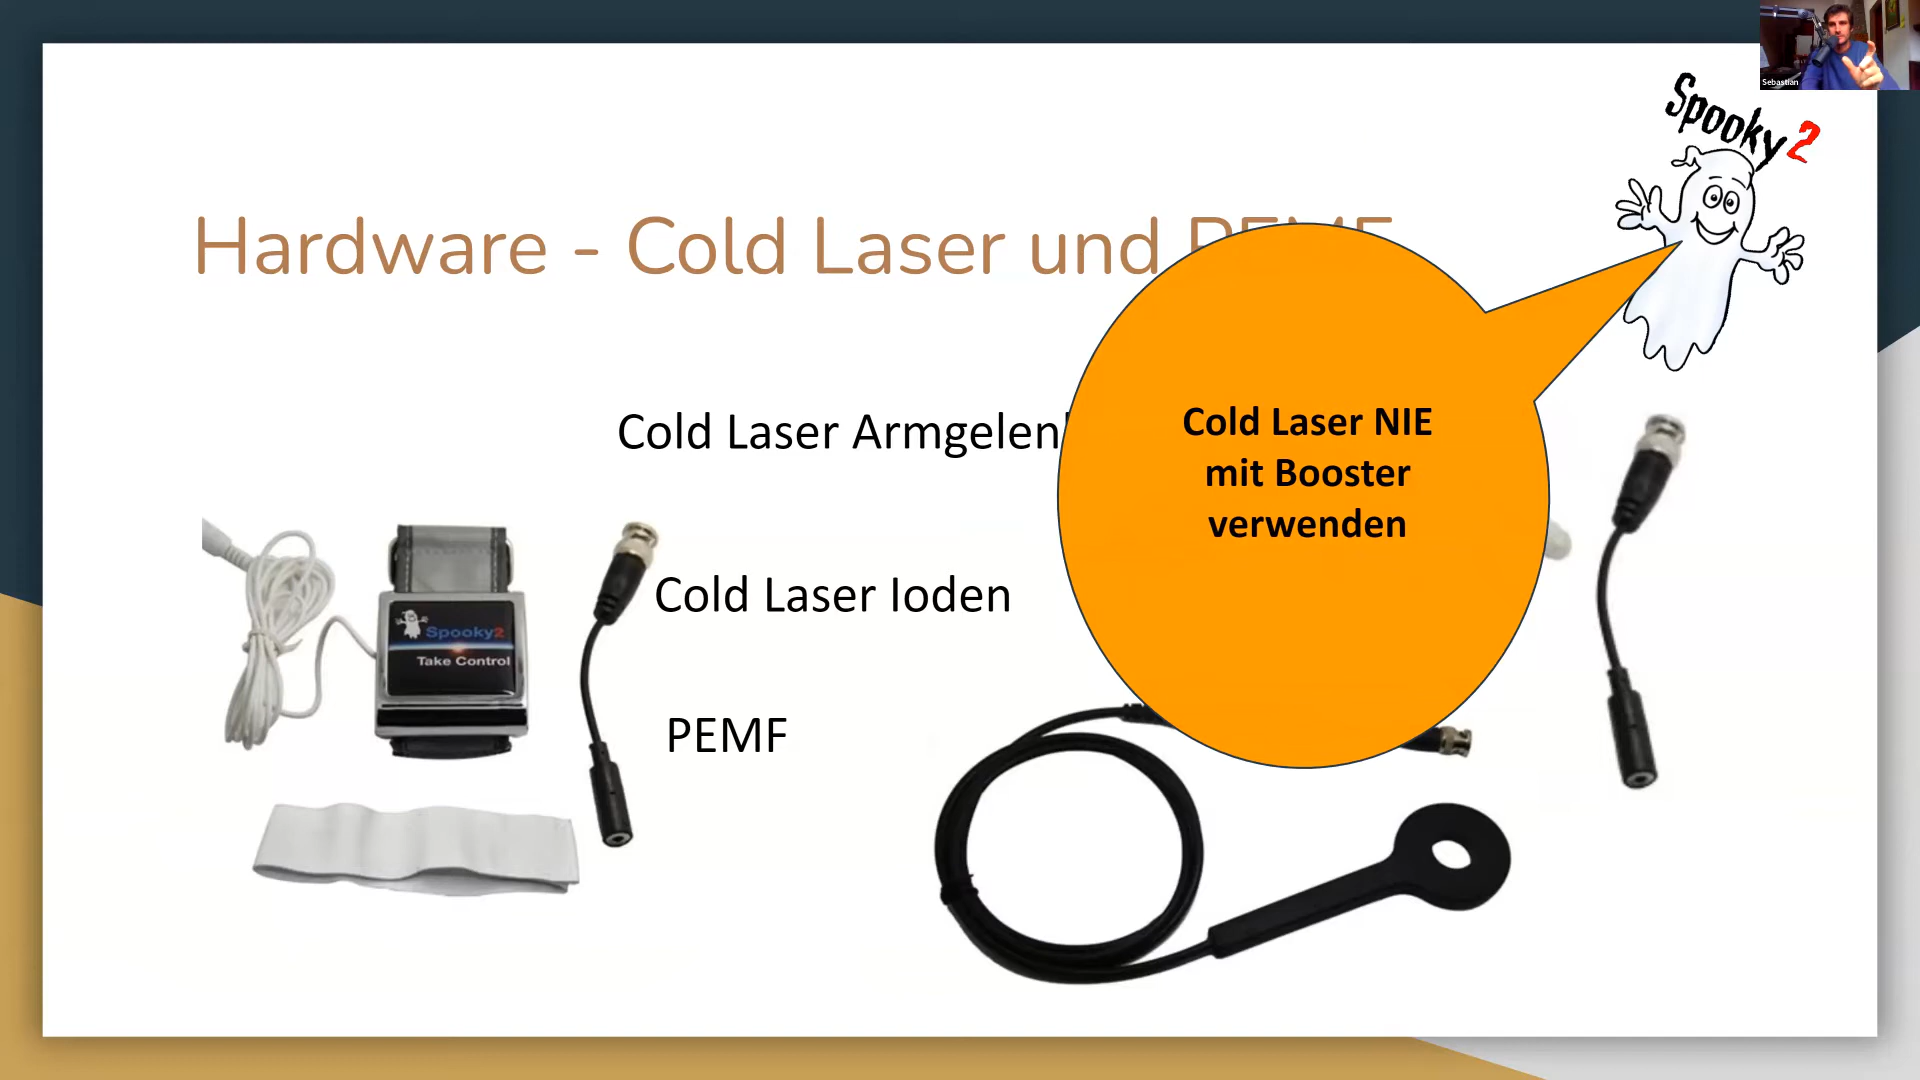 Sebastian
Spooky2
Hardware - Cold Laser und PEMF
Cold Laser
Cold Laser NIE
mit Booster
verwenden
Cold Laser Ioden
Spooky2
Take Control
PEMF